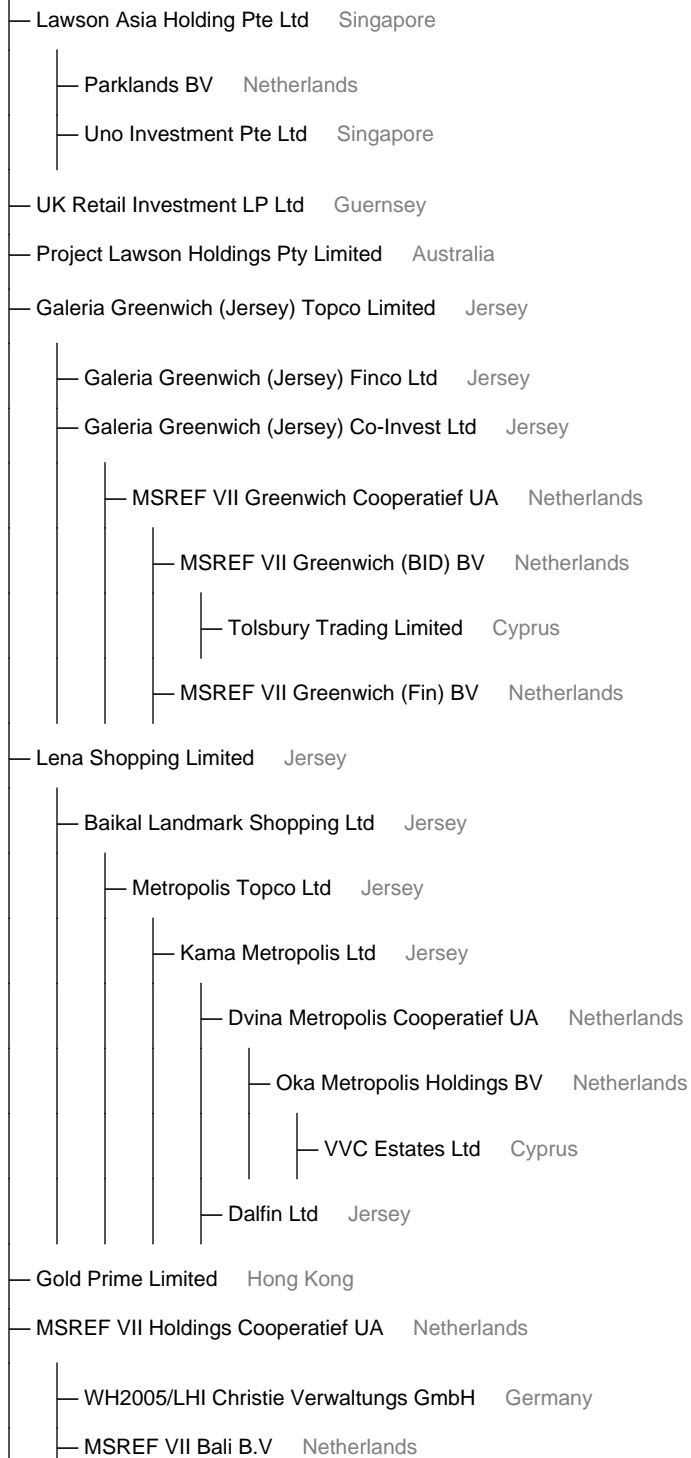 Lawson Asia Holding Pte Ltd Singapore
Parklands BV Netherlands
Uno Investment Pte Ltd Singapore
UK Retail Investment LP Ltd Guernsey
Project Lawson Holdings Pty Limited Australia
Galeria Greenwich (Jersey) Topco Limited Jersey
Galeria Greenwich (Jersey) Finco Ltd Jersey
Galeria Greenwich (Jersey) Co-Invest Ltd Jersey
MSREF VII Greenwich Cooperatief UA Netherlands
MSREF VII Greenwich (BID) BV Netherlands
Tolsbury Trading Limited Cyprus
MSREF VII Greenwich (Fin) BV Netherlands
Lena Shopping Limited Jersey
Baikal Landmark Shopping Ltd Jersey
Metropolis Topco Ltd Jersey
Kama Metropolis Ltd Jersey
Dvina Metropolis Cooperatief UA Netherlands
Oka Metropolis Holdings BV Netherlands
VVC Estates Ltd Cyprus
Dalfin Ltd Jersey
Gold Prime Limited Hong Kong
MSREF VII Holdings Cooperatief UA Netherlands
WH2005/LHI Christie Verwaltungs GmbH Germany
MSREF VII Bali B.V Netherlands